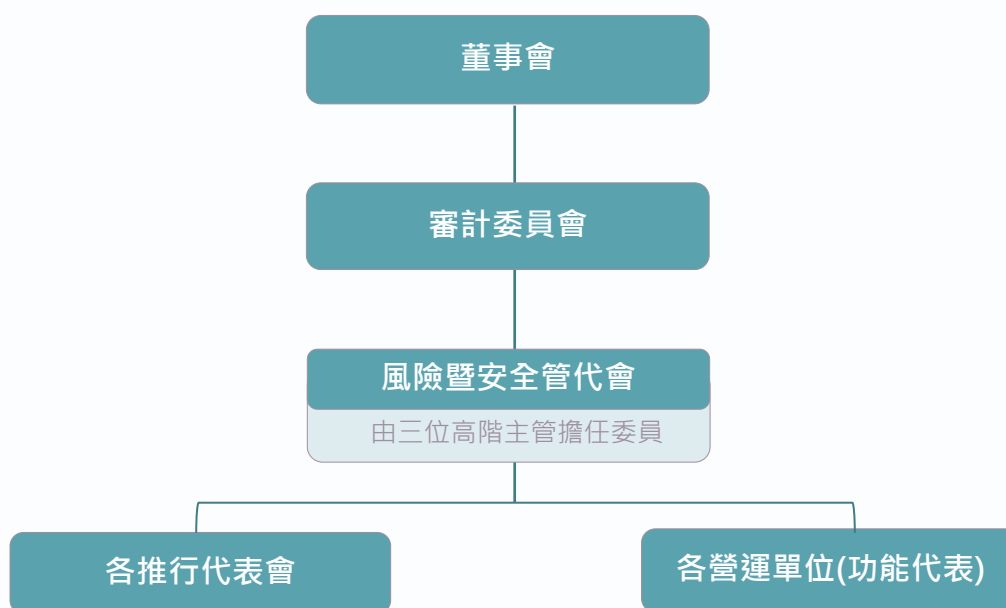 董事會
審計委員會
風險暨安全管代會
由三位高階主管擔任委員
各推行代表會
各營運單位(功能代表)